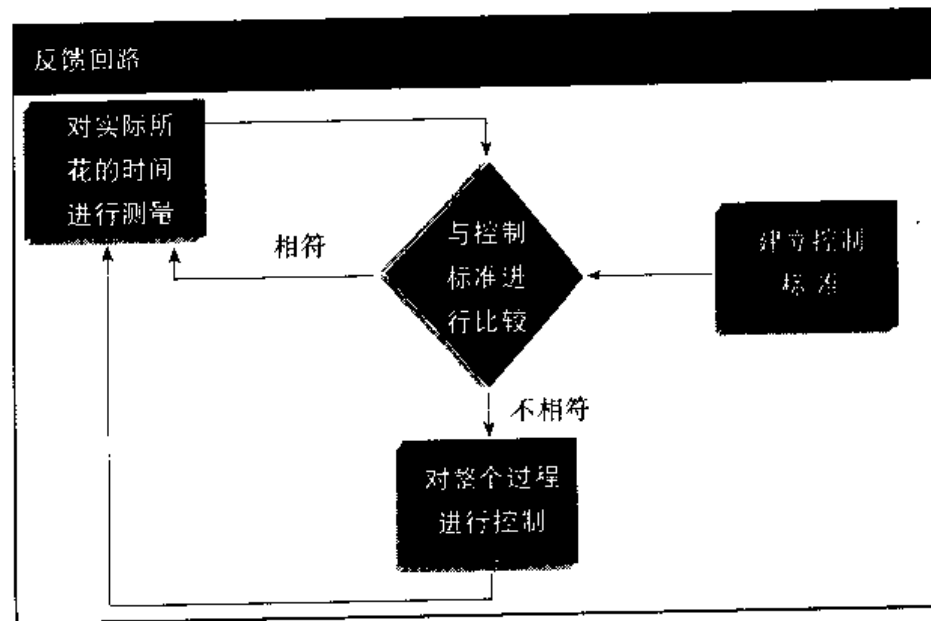 反馈回路
对实际所
花的时间
进行测量
相符
与控制
标准进
行比较
建立控制
标准
不相符
对整个过程
进行控制